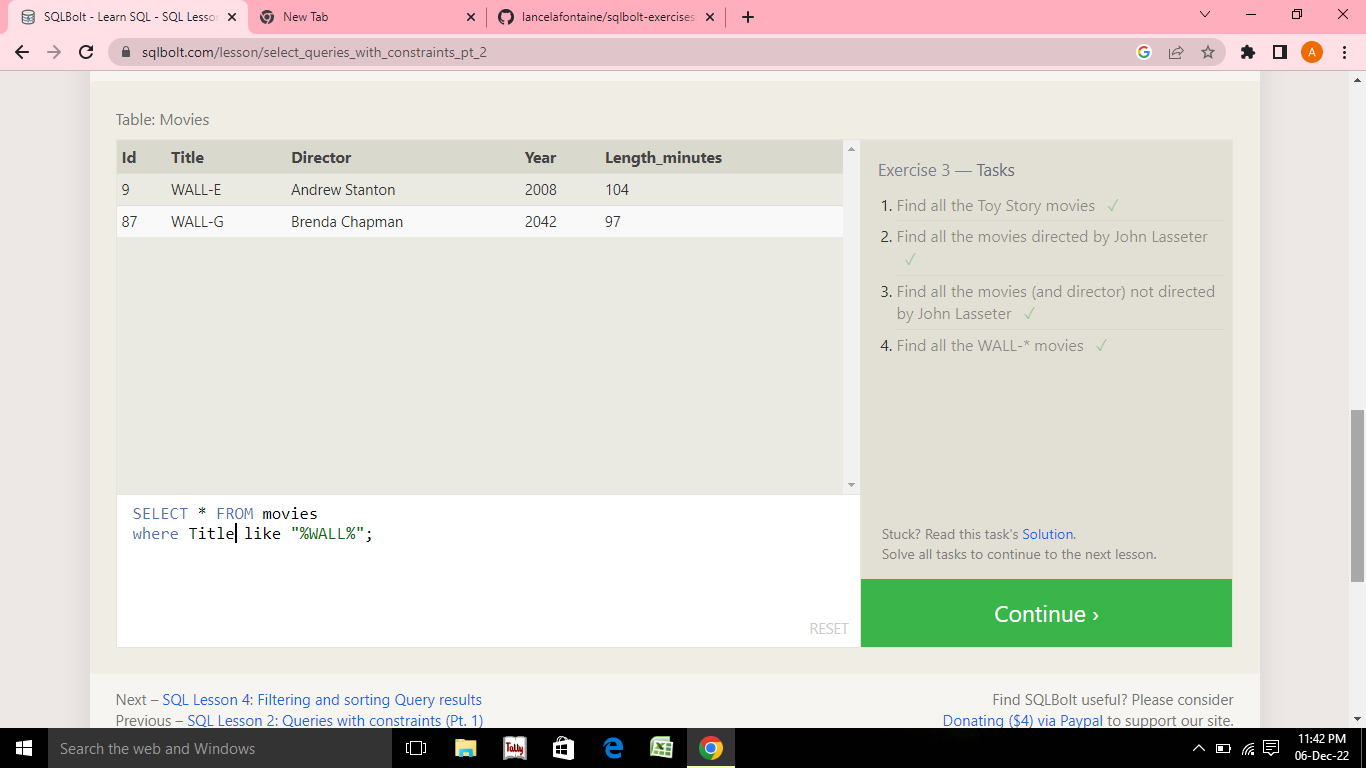 SQLBolt - Learn SQL - SQL Lesson
New Tab
lancelafontaine/sqlbolt-exercises
sqlbolt.com/lesson/select_queries_with_constraints_pt_2
A
Table: Movies
Id Title Director Year Length_minutes
9 WALL-E Andrew Stanton 2008 104
87 WALL-G Brenda Chapman 2042 97
Exercise 3 — Tasks
1. Find all the Toy Story movies ✓
2. Find all the movies directed by John Lasseter
✓
3. Find all the movies (and director) not directed
by John Lasseter ✓
4. Find all the WALL-* movies ✓
SELECT * FROM movies
where Title like "%WALL%";
RESET
Stuck? Read this task's Solution.
Solve all tasks to continue to the next lesson.
Continue ›
Next – SQL Lesson 4: Filtering and sorting Query results
Previous – SQL Lesson 2: Queries with constraints (Pt. 1)
Find SQLBolt useful? Please consider
Donating ($4) via Paypal to support our site.
Search the web and Windows
Tally
11:42 PM
06-Dec-22